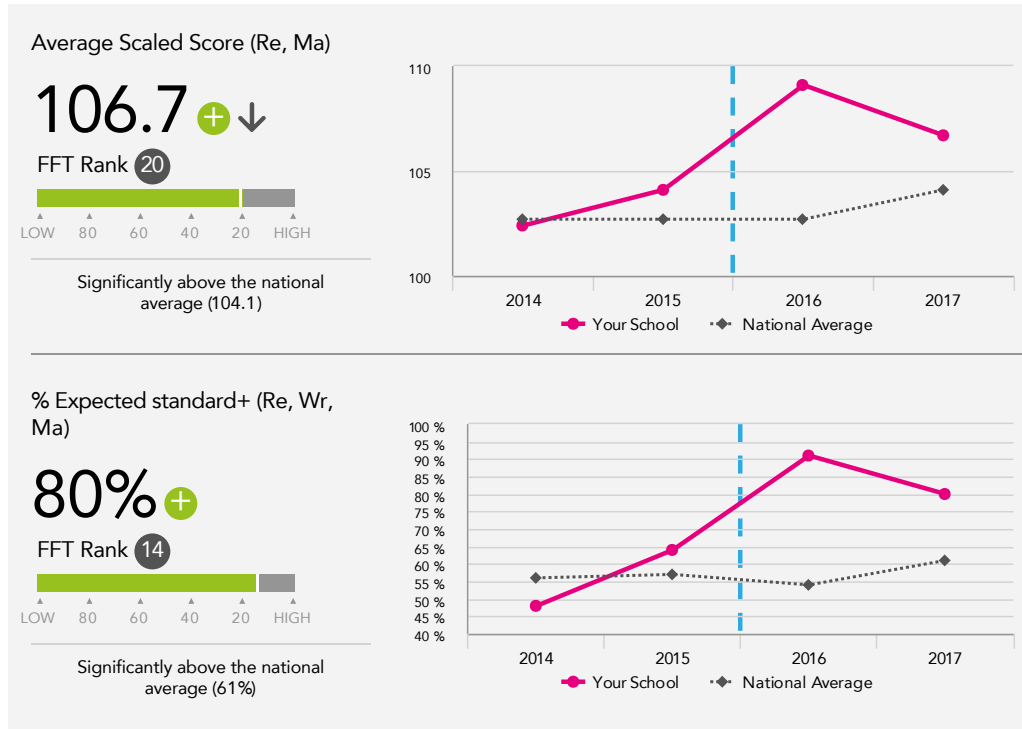 Average Scaled Score (Re, Ma)
106.7 + ↓
FFT Rank 20
LOW 80 60 40 20 HIGH
Significantly above the national
average (104.1)
110
105
100
2014 2015 2016 2017
Your School National Average
% Expected standard+ (Re, Wr,
Ma)
80% +
FFT Rank 14
LOW 80 60 40 20 HIGH
Significantly above the national
average (61%)
100 %
95 %
90 %
85 %
80 %
75 %
70 %
65 %
60 %
55 %
50 %
45 %
40 %
2014 2015 2016 2017
Your School National Average